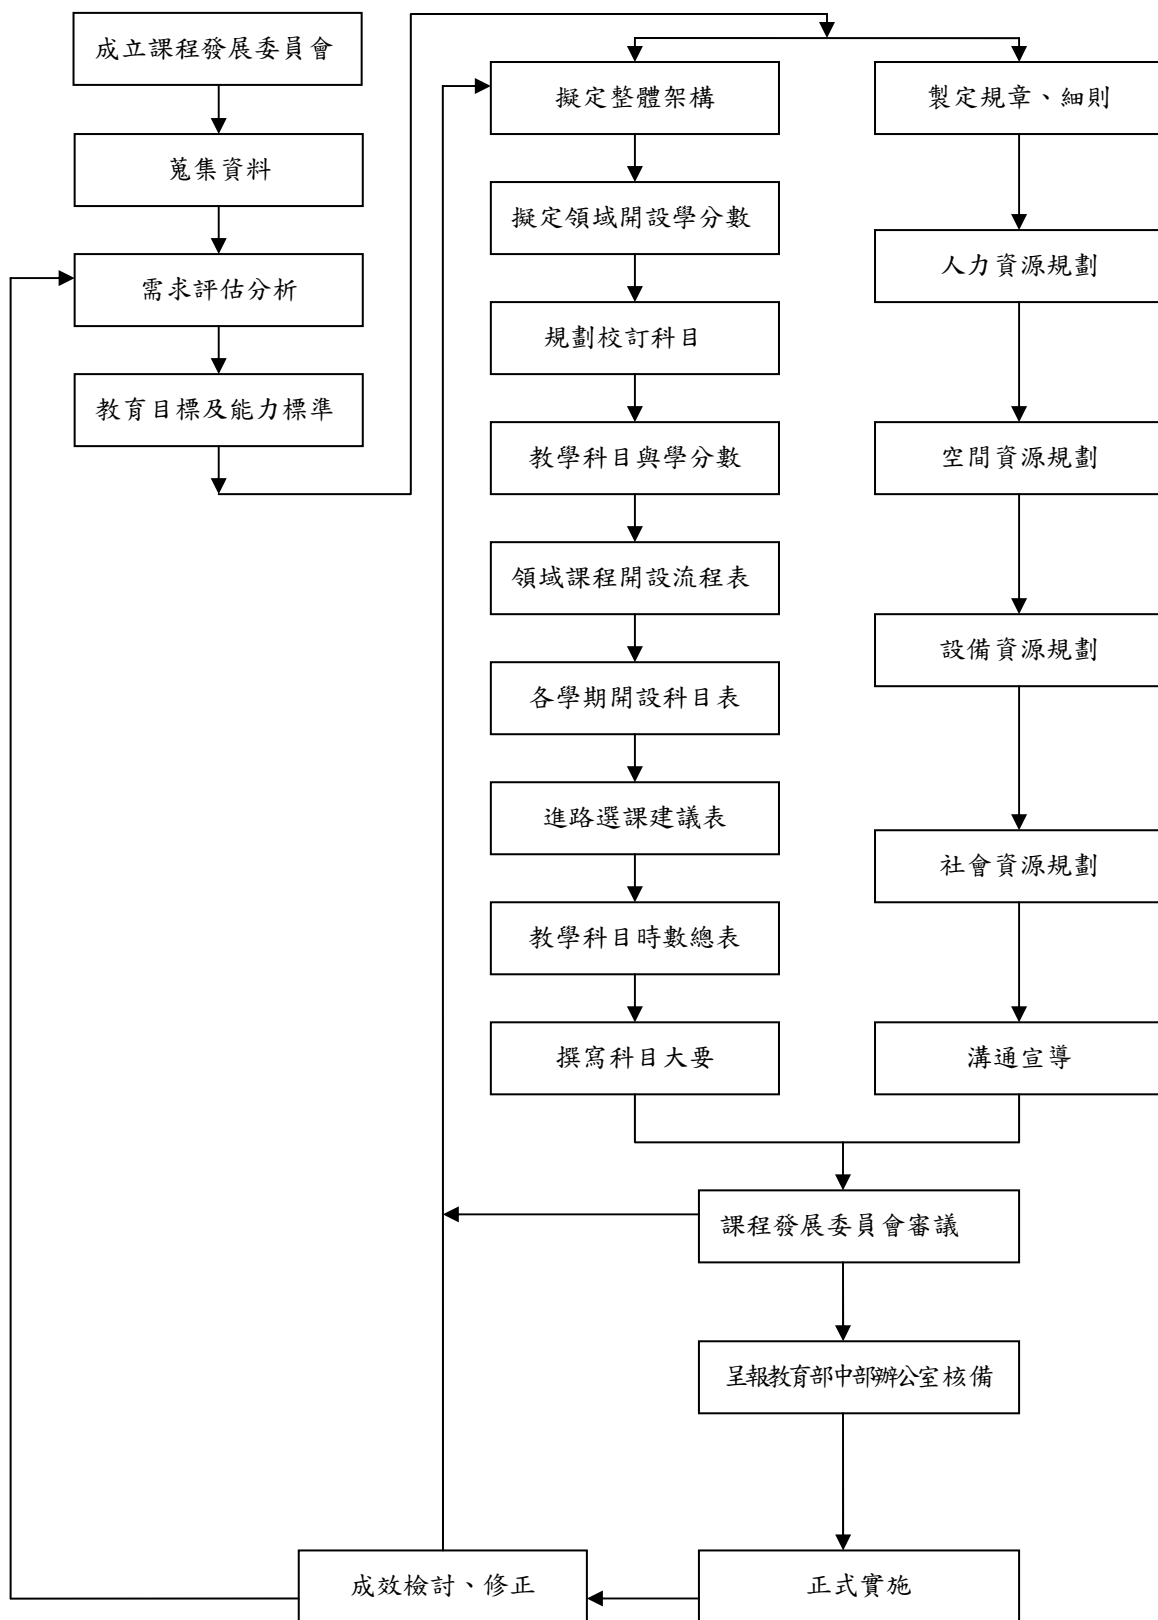 成立課程發展委員會
蒐集資料
需求評估分析
教育目標及能力標準
擬定整體架構
擬定領域開設學分數
規劃校訂科目
教學科目與學分數
領域課程開設流程表
各學期開設科目表
進路選課建議表
教學科目時數總表
撰寫科目大要
製定規章、細則
人力資源規劃
空間資源規劃
設備資源規劃
社會資源規劃
溝通宣導
課程發展委員會審議
呈報教育部中部辦公室核備
正式實施
成效檢討、修正